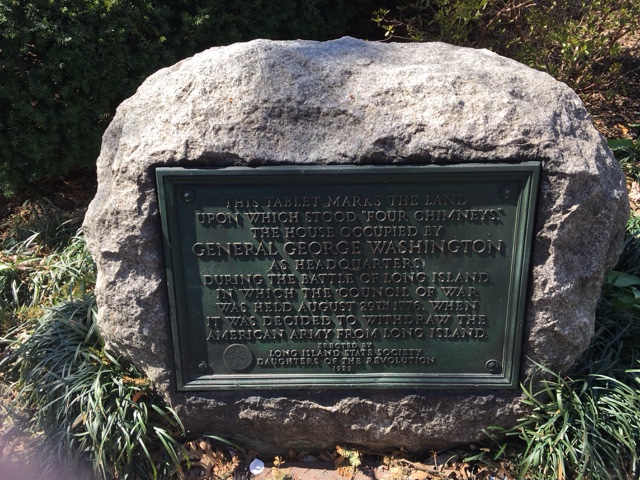 THIS TABLET MARKS THE LAND
UPON WHICH STOOD "FOUR CHIMNEYS,"
THE HOUSE OCCUPIED BY
GENERAL GEORGE WASHINGTON
AS HEADQUARTERS
DURING THE BATTLE OF LONG ISLAND
IN WHICH THE COUNCIL OF WAR
WAS HELD AUGUST 29TH 1776, WHEN
IT WAS DECIDED TO WITHDRAW THE
AMERICAN ARMY FROM LONG ISLAND.
ERECTED BY
LONG ISLAND STATE SOCIETY
DAUGHTERS OF THE REVOLUTION
1929